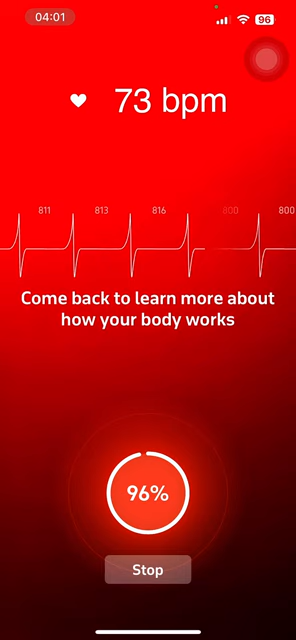 04:01
96
73 bpm
811 813 816 800 800
Come back to learn more about
how your body works
96%
Stop